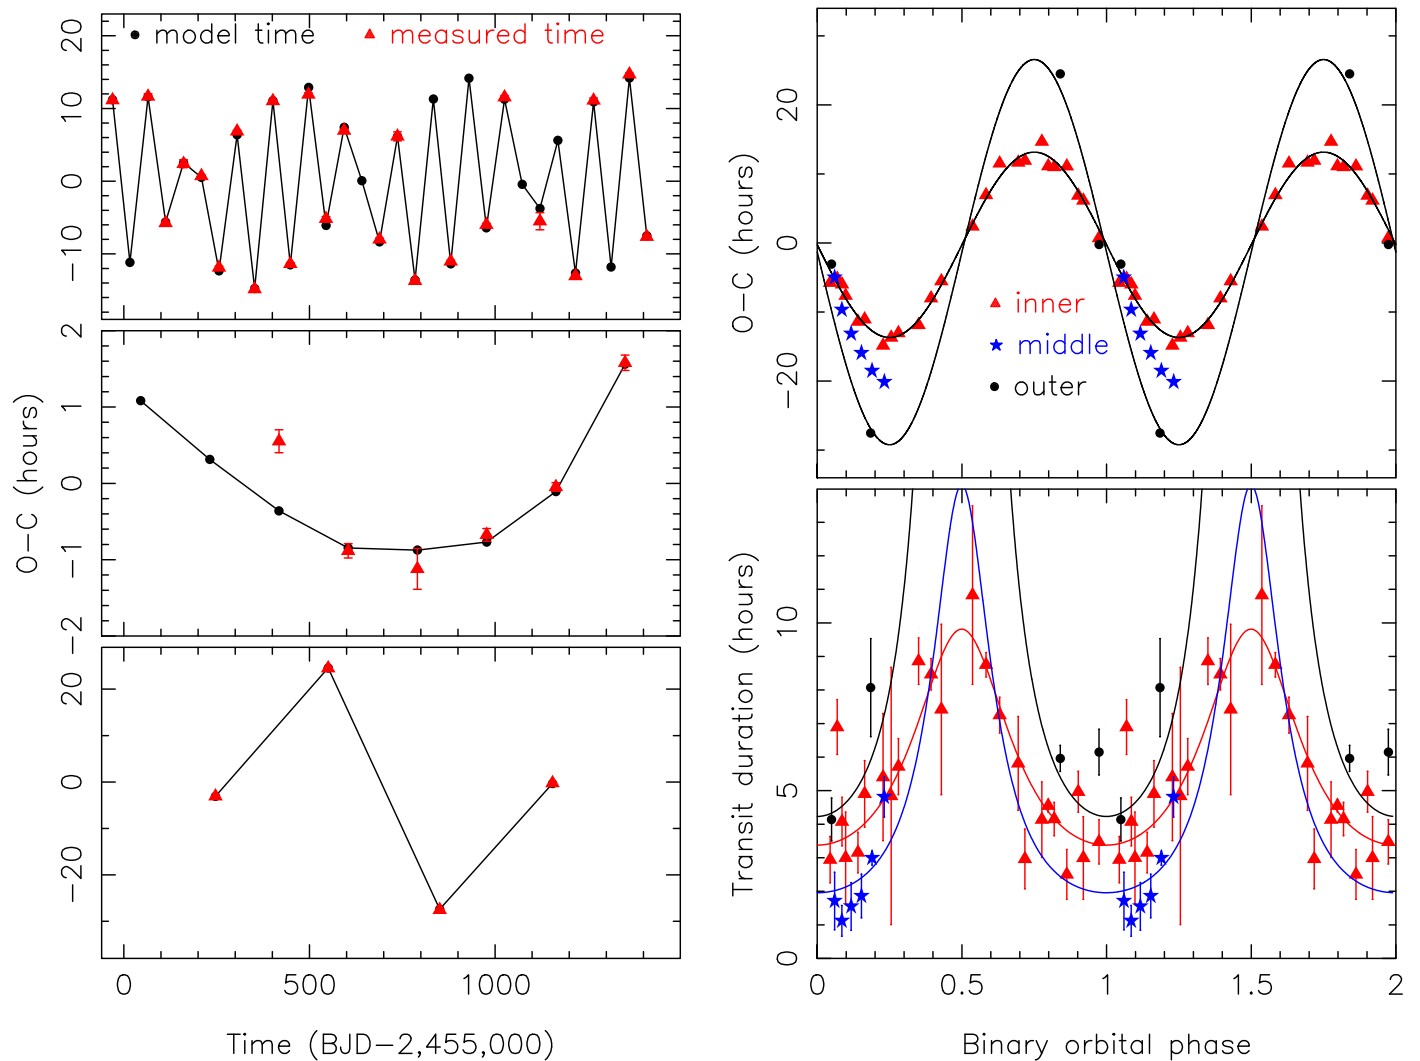 model time measured time
20
10
0
−10
O−C (hours)
2
1
0
−1
−2
20
0
−20
0 500 1000
Time (BJD−2,455,000)
O−C (hours)
20
0
−20
inner
middle
outer
Transit duration (hours)
10
5
0
0 0.5 1 1.5 2
Binary orbital phase